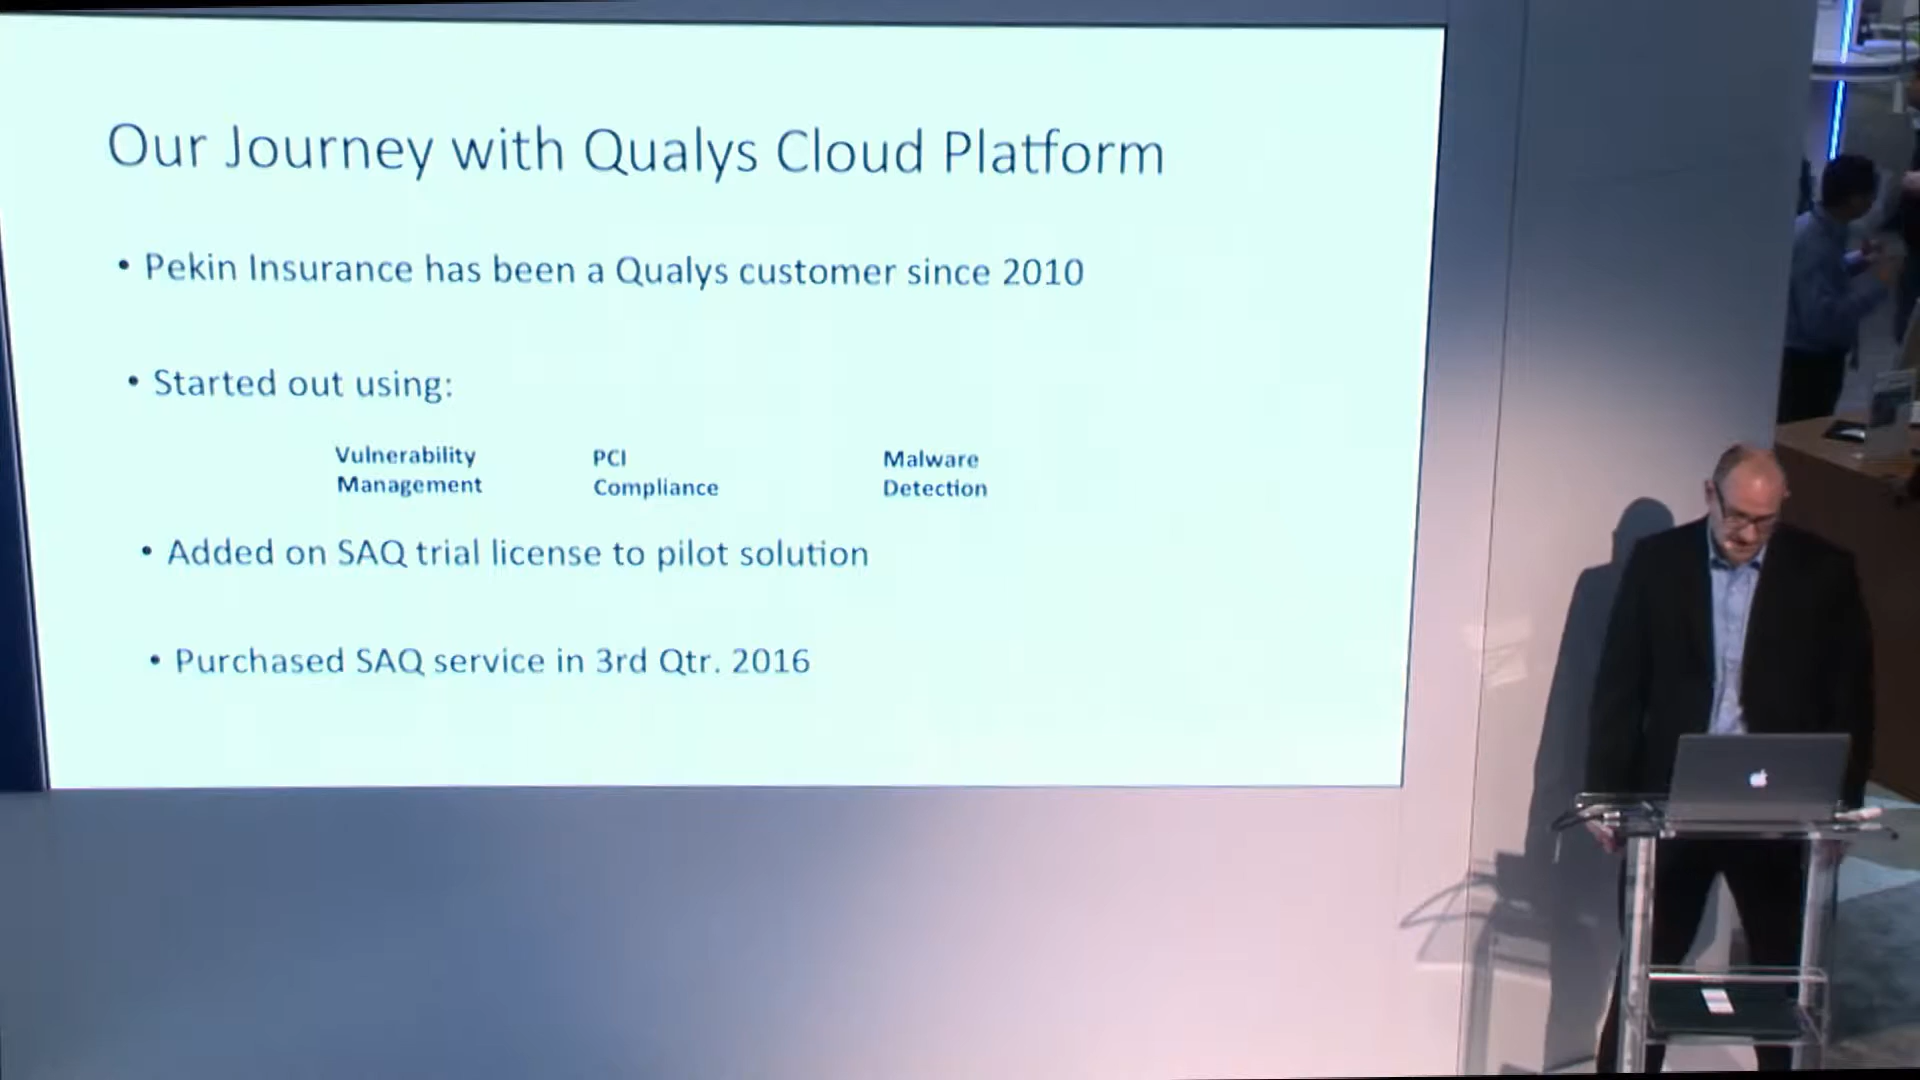 Our Journey with Qualys Cloud Platform
• Pekin Insurance has been a Qualys customer since 2010
• Started out using:
Vulnerability
Management
PCI
Compliance
Malware
Detection
• Added on SAQ trial license to pilot solution
• Purchased SAQ service in 3rd Qtr. 2016